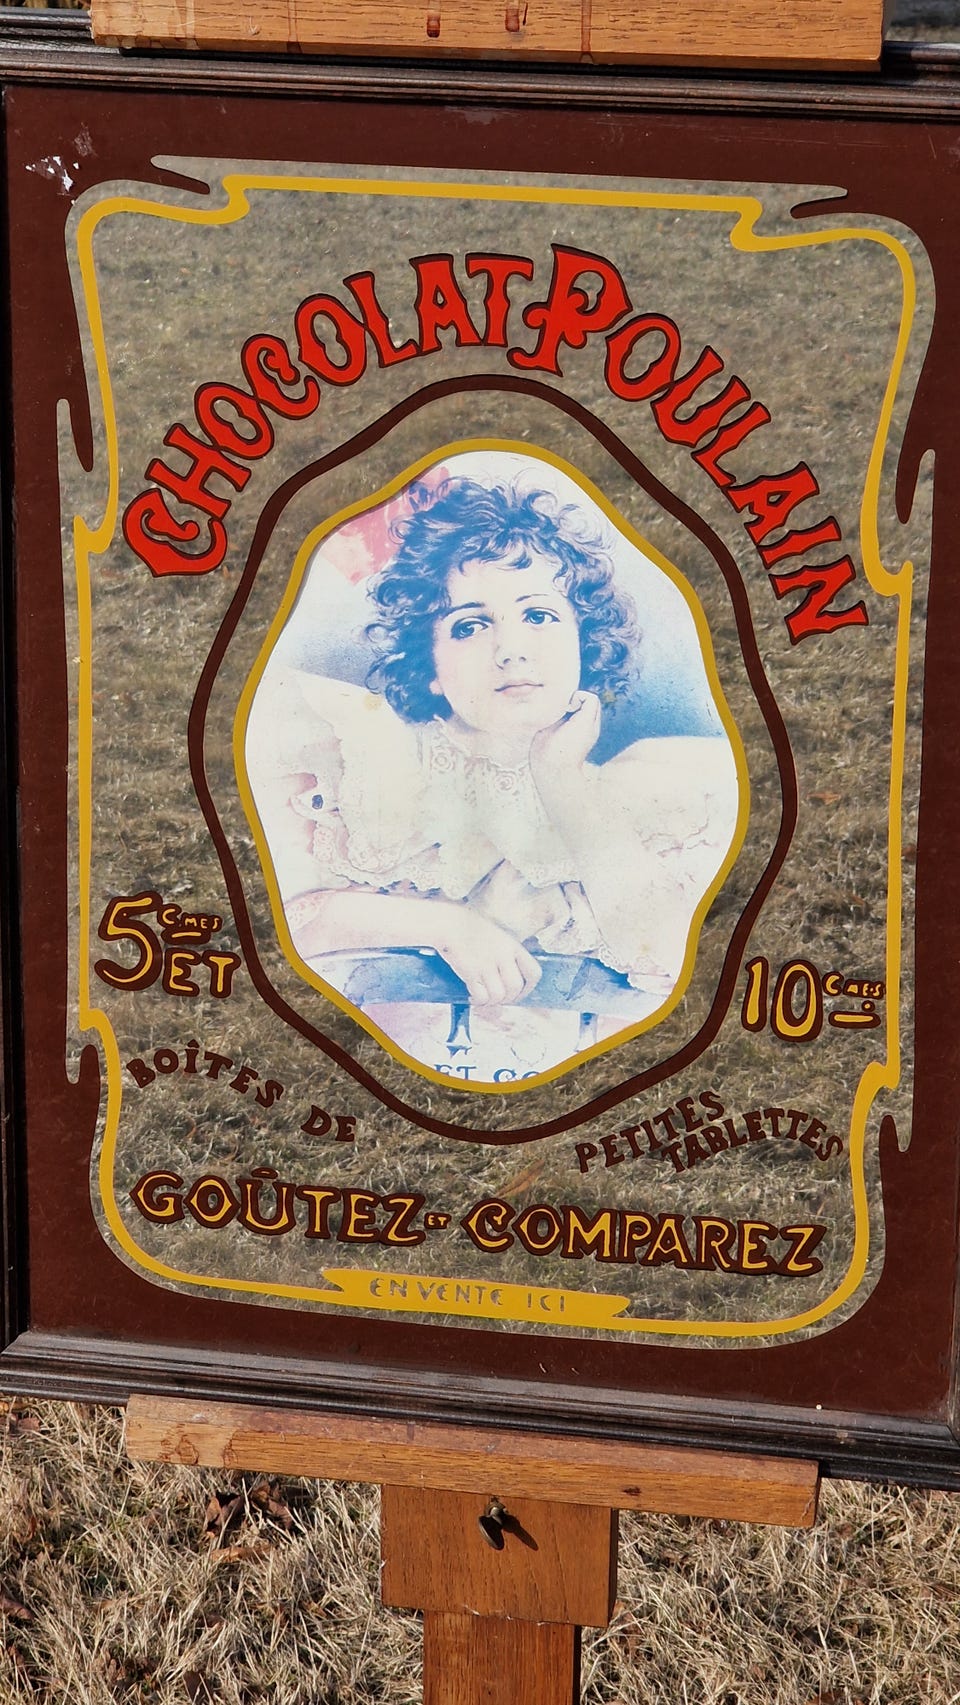 CHOCOLAT POULAIN
5 CMES ET
10 CMES
BOÎTES DE
PETITES TABLETTES
GOÛTEZ ET COMPAREZ
EN VENTE ICI